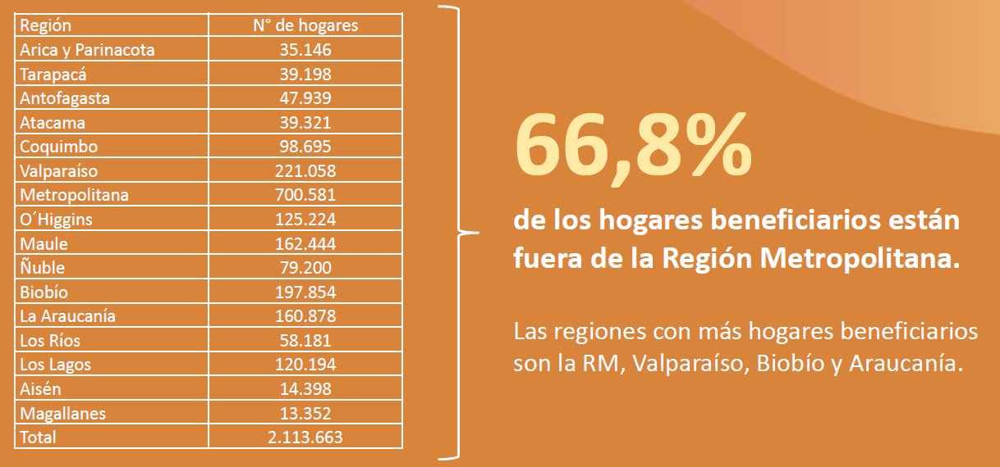 Región N° de hogares
Arica y Parinacota 35.146
Tarapacá 39.198
Antofagasta 47.939
Atacama 39.321
Coquimbo 98.695
Valparaíso 221.058
Metropolitana 700.581
O´Higgins 125.224
Maule 162.444
Ñuble 79.200
Biobío 197.854
La Araucanía 160.878
Los Ríos 58.181
Los Lagos 120.194
Aisén 14.398
Magallanes 13.352
Total 2.113.663
66,8%
de los hogares beneficiarios están
fuera de la Región Metropolitana.
Las regiones con más hogares beneficiarios
son la RM, Valparaíso, Biobío y Araucanía.